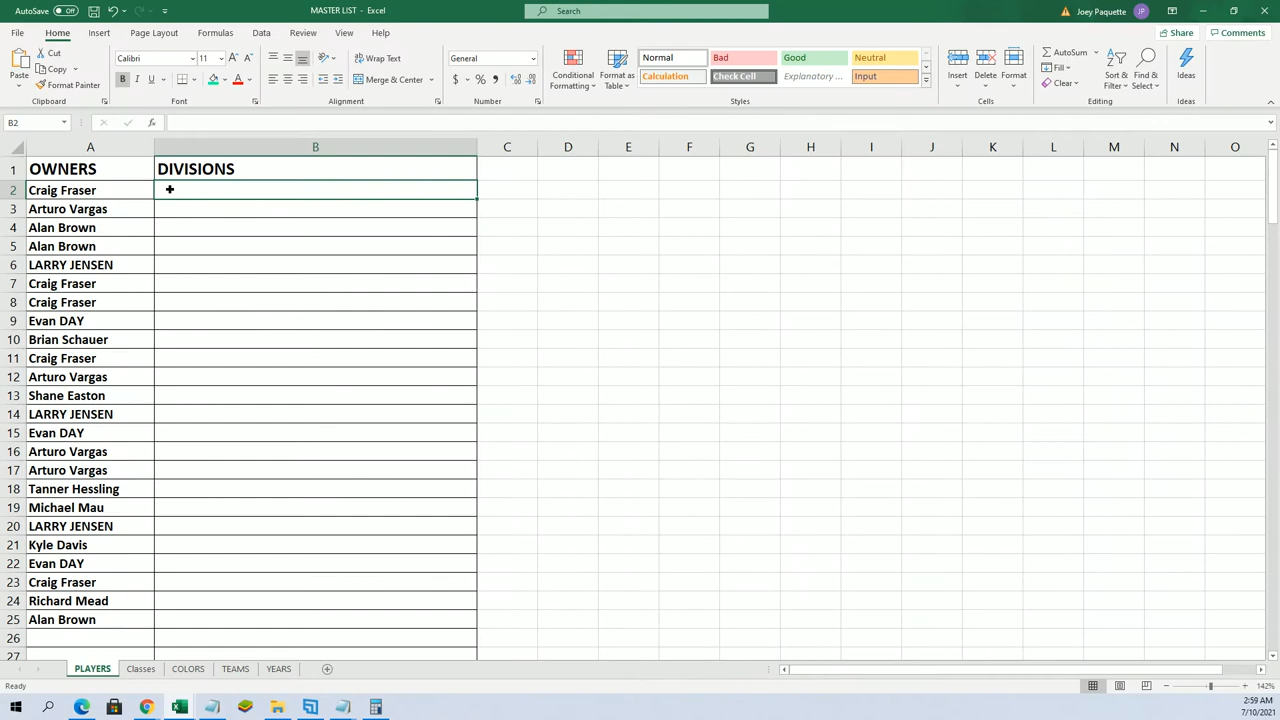 AutoSave Off MASTER LIST - Excel Search Joey Paquette JP
File Home Insert Page Layout Formulas Data Review View Help Share Comments
Paste Cut Copy Format Painter Clipboard
Calibri 11 B I U A A Font
Wrap Text Merge & Center Alignment
General $ % Number
Conditional Formatting Format as Table
Normal Bad Good Neutral
Calculation Check Cell Explanatory ... Input
Styles
Insert Delete Format Cells
AutoSum Fill Clear Sort & Filter Find & Select Editing
Ideas Ideas
B2 fx
A B C D E F G H I J K L M N O
1 OWNERS DIVISIONS
2 Craig Fraser
3 Arturo Vargas
4 Alan Brown
5 Alan Brown
6 LARRY JENSEN
7 Craig Fraser
8 Craig Fraser
9 Evan DAY
10 Brian Schauer
11 Craig Fraser
12 Arturo Vargas
13 Shane Easton
14 LARRY JENSEN
15 Evan DAY
16 Arturo Vargas
17 Arturo Vargas
18 Tanner Hessling
19 Michael Mau
20 LARRY JENSEN
21 Kyle Davis
22 Evan DAY
23 Craig Fraser
24 Richard Mead
25 Alan Brown
26
27
PLAYERS Classes COLORS TEAMS YEARS
Ready 142%
2:59 AM
7/10/2021